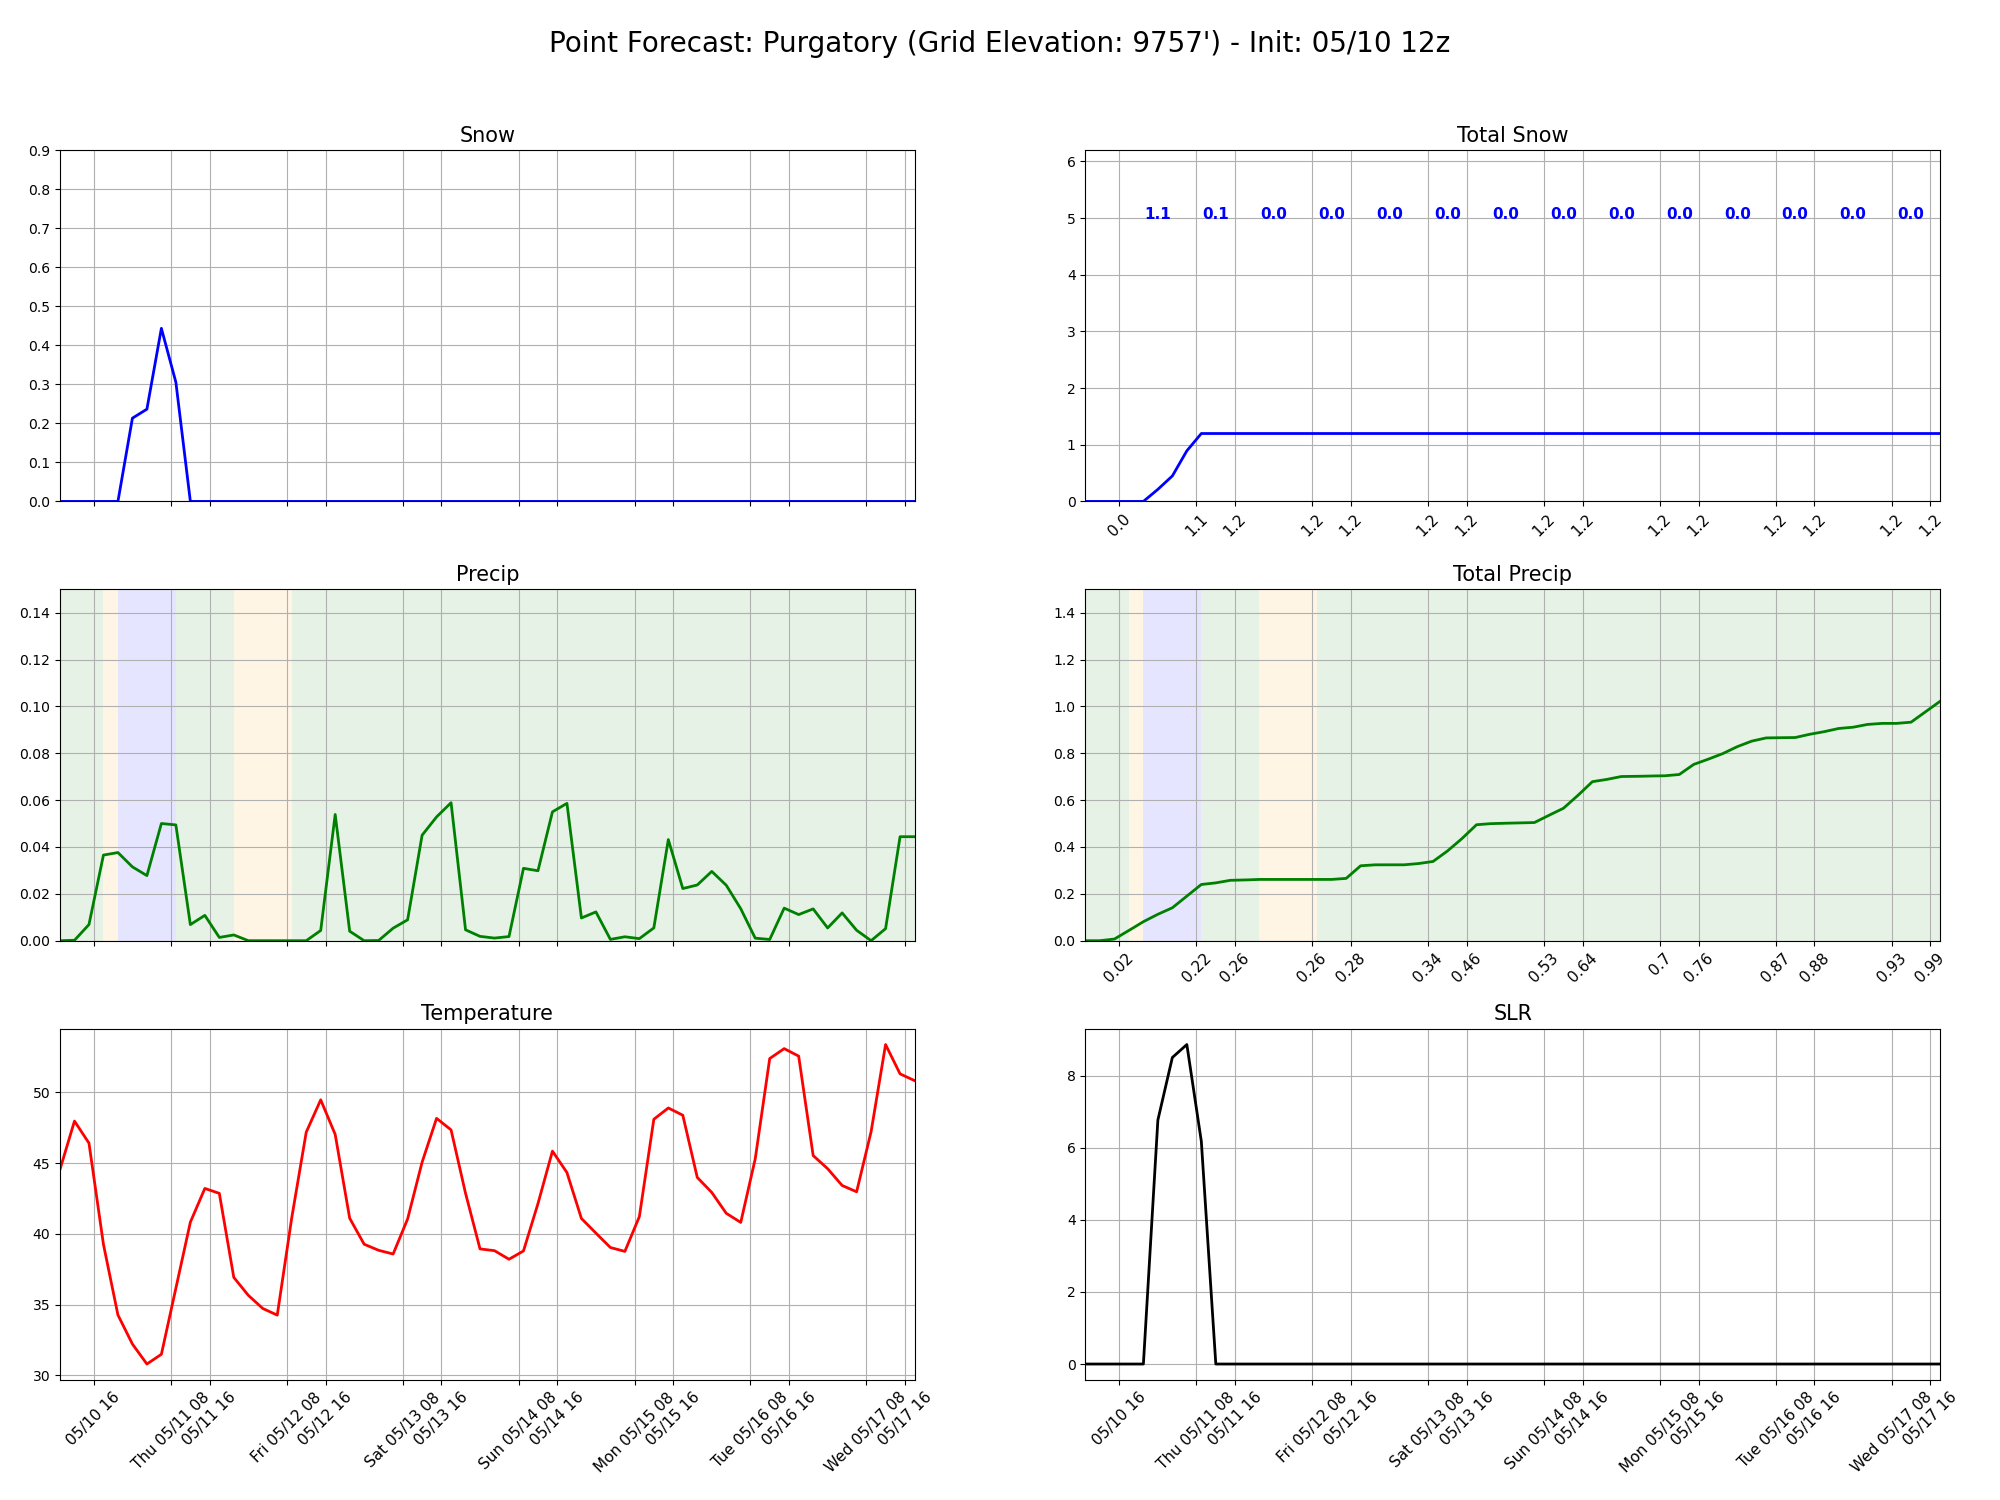 Point Forecast: Purgatory (Grid Elevation: 9757') - Init: 05/10 12z
Snow
0.9
0.8
0.7
0.6
0.5
0.4
0.3
0.2
0.1
0.0
Total Snow
6
5
4
3
2
1
0
1.1 0.1 0.0 0.0 0.0 0.0 0.0 0.0 0.0 0.0 0.0 0.0 0.0 0.0
0.0 1.1 1.2 1.2 1.2 1.2 1.2 1.2 1.2 1.2 1.2 1.2 1.2 1.2 1.2
Precip
0.14
0.12
0.10
0.08
0.06
0.04
0.02
0.00
Total Precip
1.4
1.2
1.0
0.8
0.6
0.4
0.2
0.0
0.02 0.22 0.26 0.26 0.28 0.34 0.46 0.53 0.64 0.7 0.76 0.87 0.88 0.93 0.99
Temperature
50
45
40
35
30
05/10 16
Thu 05/11 08
05/11 16
Fri 05/12 08
05/12 16
Sat 05/13 08
05/13 16
Sun 05/14 08
05/14 16
Mon 05/15 08
05/15 16
Tue 05/16 08
05/16 16
Wed 05/17 08
05/17 16
SLR
8
6
4
2
0
05/10 16
Thu 05/11 08
05/11 16
Fri 05/12 08
05/12 16
Sat 05/13 08
05/13 16
Sun 05/14 08
05/14 16
Mon 05/15 08
05/15 16
Tue 05/16 08
05/16 16
Wed 05/17 08
05/17 16